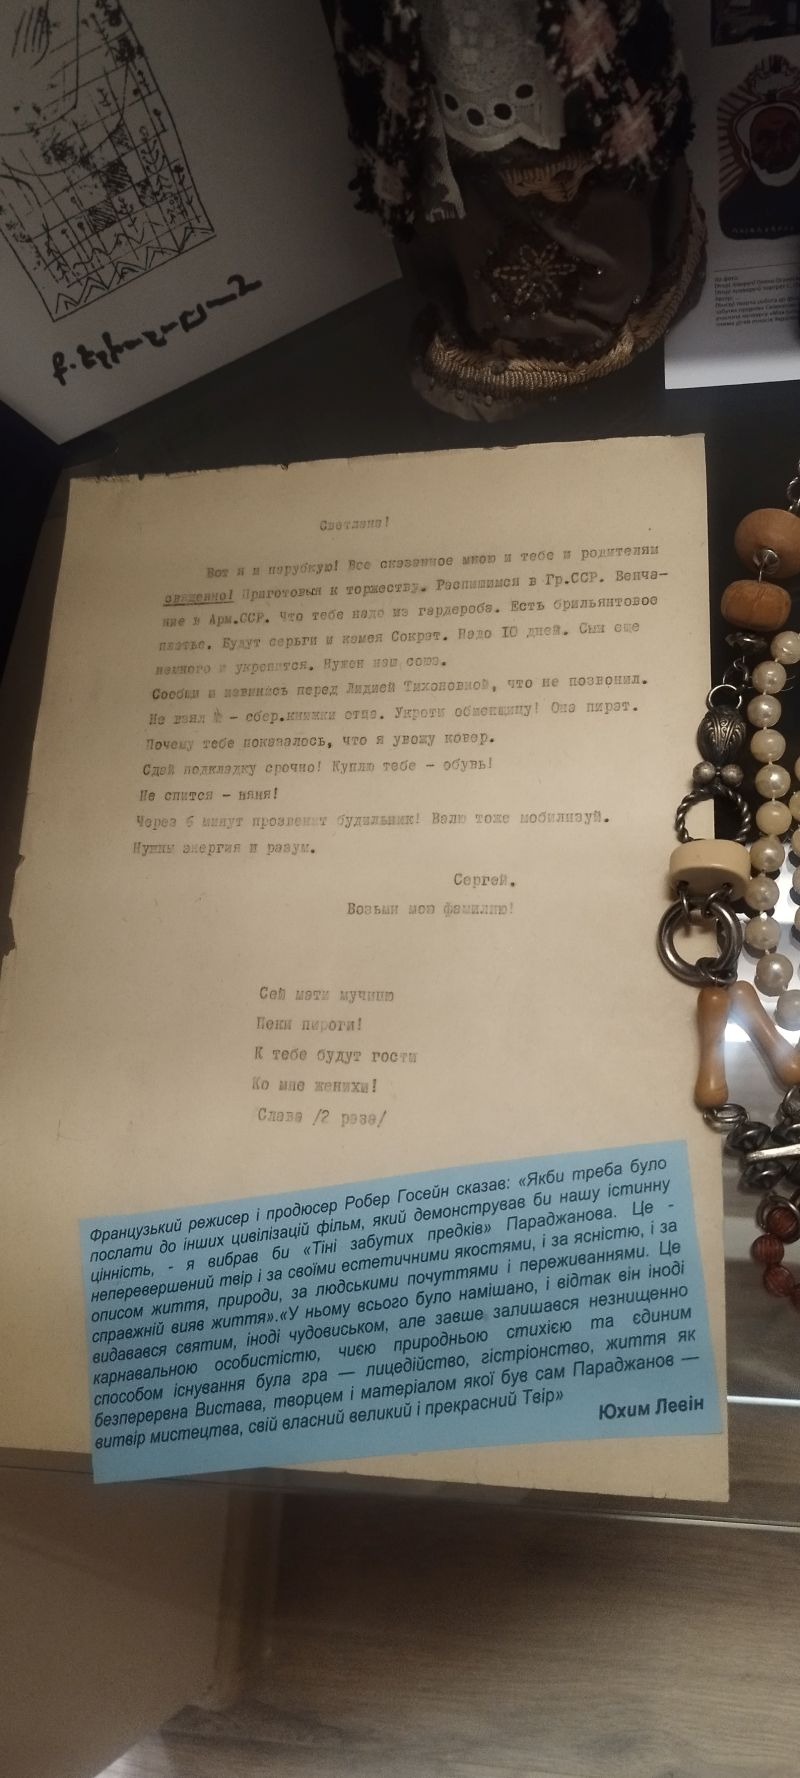 Светлана!
Вот я и зарубкую! Все сказанное мною и тебе и родителям
священно! Приготовься к торжеству. Распишимся в Гр.ССР. Венча-
ние в Арм.ССР. Что тебе надо из гардероба. Есть брильянтовое
платье. Будут серьги и камея Сократ. Надо 10 дней. Сын еще
немного и укрепится. Нужен наш союз.
Сообщи и извинись перед Лидией Тихоновной, что не позвонил.
Не взял - сбер.книжки отца. Укроти обменщицу! Она пират.
Почему тебе показалось, что я увожу ковер.
Сдай подкладку срочно! Куплю тебе - обувь!
Не спится - няня!
Через 6 минут прозвенит будильник! Валю тоже мобилизуй.
Нужны энергия и разум.
Сергей.
Возьми мою фамилию!
Сей мати мучицю
Пеки пироги!
К тебе будут гости
Ко мне женихи!
Слава /2 раза/
Французький режисер і продюсер Робер Госейн сказав: «Якби треба було
послати до інших цивілізацій фільм, який демонстрував би нашу істинну
цінність, - я вибрав би «Тіні забутих предків» Параджанова. Це -
неперевершений твір і за своїми естетичними якостями, і за ясністю, і за
описом життя, природи, за людськими почуттями і переживаннями. Це
справжній вияв життя».«У ньому всього було намішано, і відтак він іноді
видавався святим, іноді чудовиськом, але завше залишався незнищенно
карнавальною особистістю, чиєю природньою стихією та єдиним
способом існування була гра — лицедійство, гістріонство, життя як
безперервна Вистава, творцем і матеріалом якої був сам Параджанов —
витвір мистецтва, свій власний великий і прекрасний Твір»
Юхим Левін